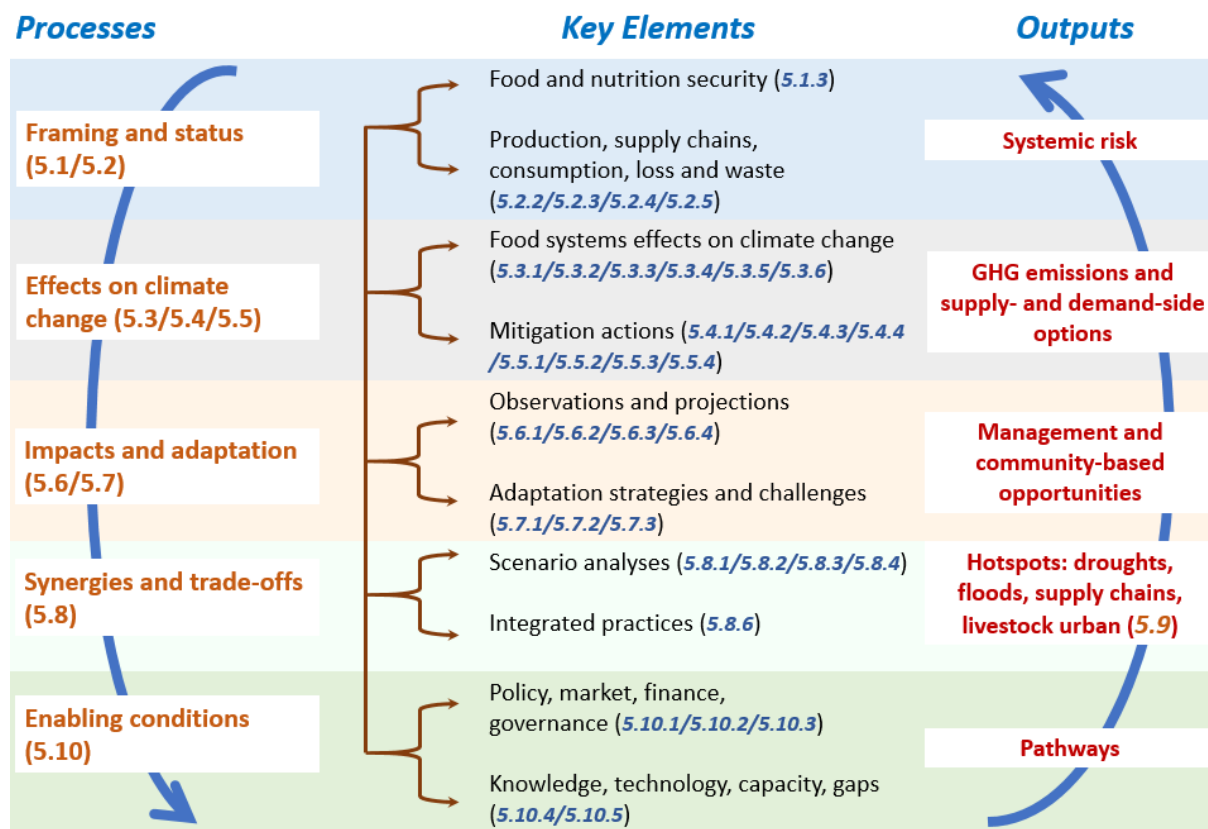 Processes
Key Elements
Outputs
Framing and status
(5.1/5.2)
Food and nutrition security (5.1.3)
Production, supply chains,
consumption, loss and waste
(5.2.2/5.2.3/5.2.4/5.2.5)
Systemic risk
Effects on climate
change (5.3/5.4/5.5)
Food systems effects on climate change
(5.3.1/5.3.2/5.3.3/5.3.4/5.3.5/5.3.6)
Mitigation actions (5.4.1/5.4.2/5.4.3/5.4.4
/5.5.1/5.5.2/5.5.3/5.5.4)
GHG emissions and
supply- and demand-side
options
Impacts and adaptation
(5.6/5.7)
Observations and projections
(5.6.1/5.6.2/5.6.3/5.6.4)
Adaptation strategies and challenges
(5.7.1/5.7.2/5.7.3)
Management and
community-based
opportunities
Synergies and trade-offs
(5.8)
Scenario analyses (5.8.1/5.8.2/5.8.3/5.8.4)
Integrated practices (5.8.6)
Hotspots: droughts,
floods, supply chains,
livestock urban (5.9)
Enabling conditions
(5.10)
Policy, market, finance,
governance (5.10.1/5.10.2/5.10.3)
Knowledge, technology, capacity, gaps
(5.10.4/5.10.5)
Pathways